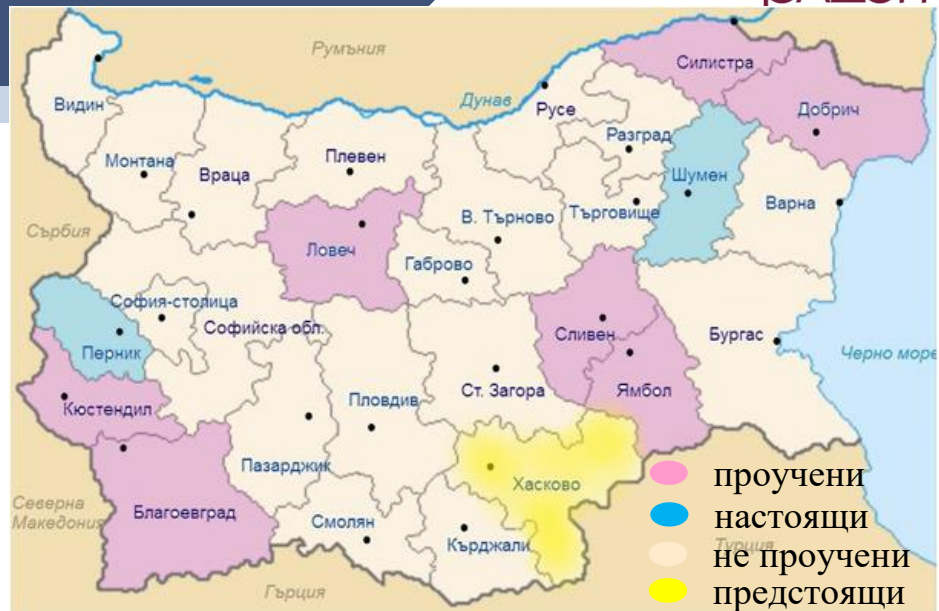 Румъния
Силистра
Видин
Дунав
Русе
Добрич
Разград
Монтана
Плевен
Враца
Шумен
В. Търново
Търговище
Варна
Сърбия
Ловеч
Габрово
София-столица
Софийска обл.
Перник
Сливен
Бургас
Черно море
Кюстендил
Пловдив
Ст. Загора
Ямбол
Пазарджик
Хасково
проучени
Северна
Македония
Благоевград
Смолян
Кърджали
настоящи
Турция
не проучени
Гърция
предстоящи